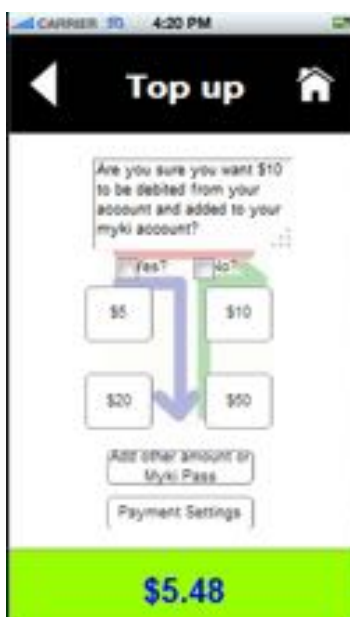 CARRIER 3G 4:20 PM
Top up
Are you sure you want $10
to be debited from your
account and added to your
myki account?
Yes? No?
$5 $10
$20 $50
Add other amount or
Myki Pass
Payment Settings
$5.48